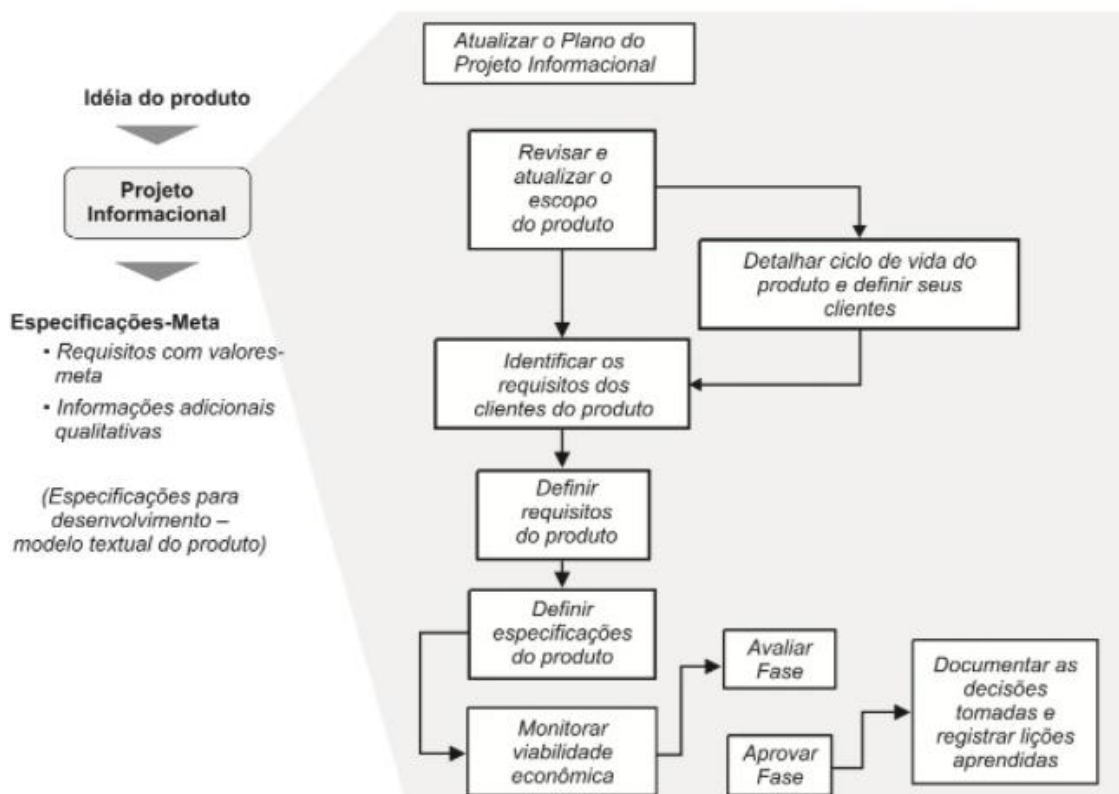 Idéia do produto
Projeto
Informacional
Especificações-Meta
• Requisitos com valores-
meta
• Informações adicionais
qualitativas
(Especificações para
desenvolvimento –
modelo textual do produto)
Atualizar o Plano do
Projeto Informacional
Revisar e
atualizar o
escopo
do produto
Detalhar ciclo de vida do
produto e definir seus
clientes
Identificar os
requisitos dos
clientes do produto
Definir
requisitos
do produto
Definir
especificações
do produto
Monitorar
viabilidade
econômica
Avaliar
Fase
Aprovar
Fase
Documentar as
decisões
tomadas e
registrar lições
aprendidas